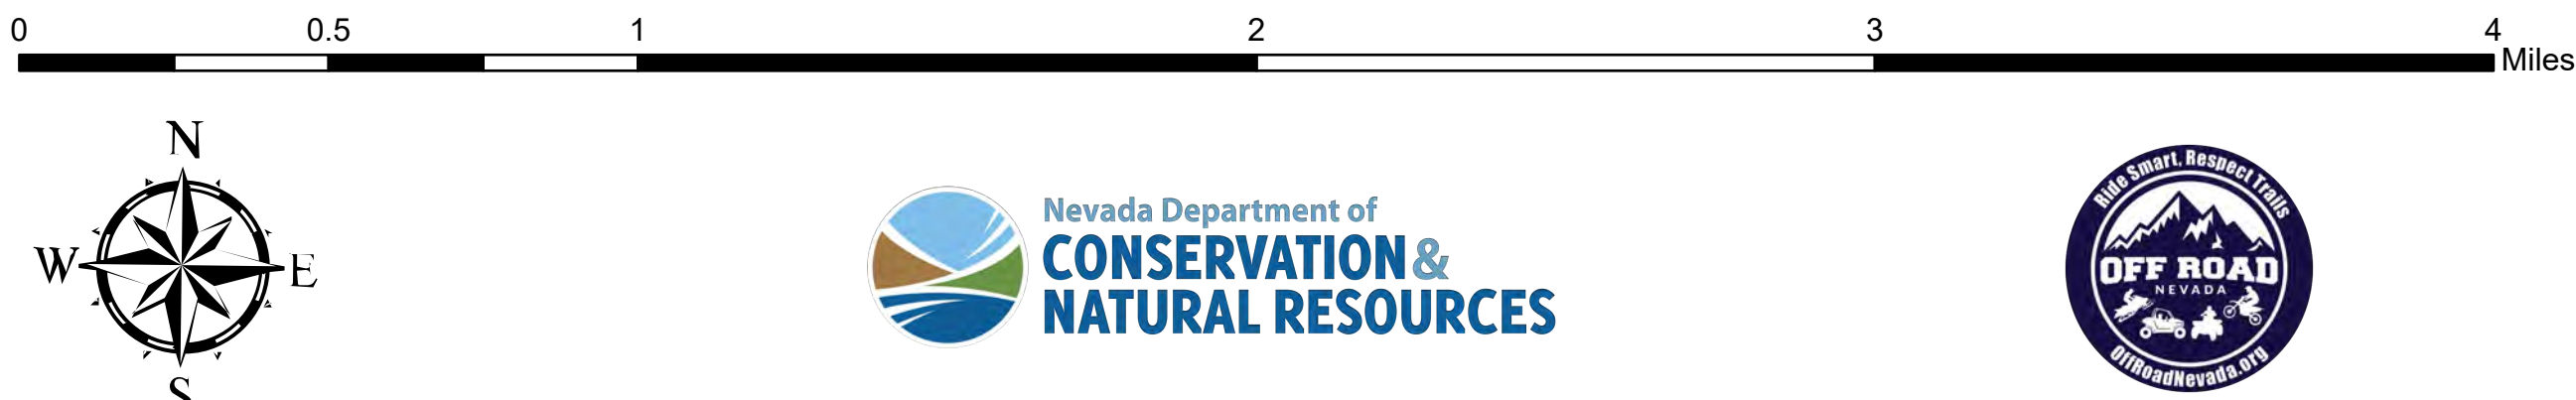 0 0.5 1 2 3 4
Miles
N
W E
S
Nevada Department of
CONSERVATION &
NATURAL RESOURCES
Ride Smart, Respect Trails
OFF ROAD
NEVADA
OffRoadNevada.org